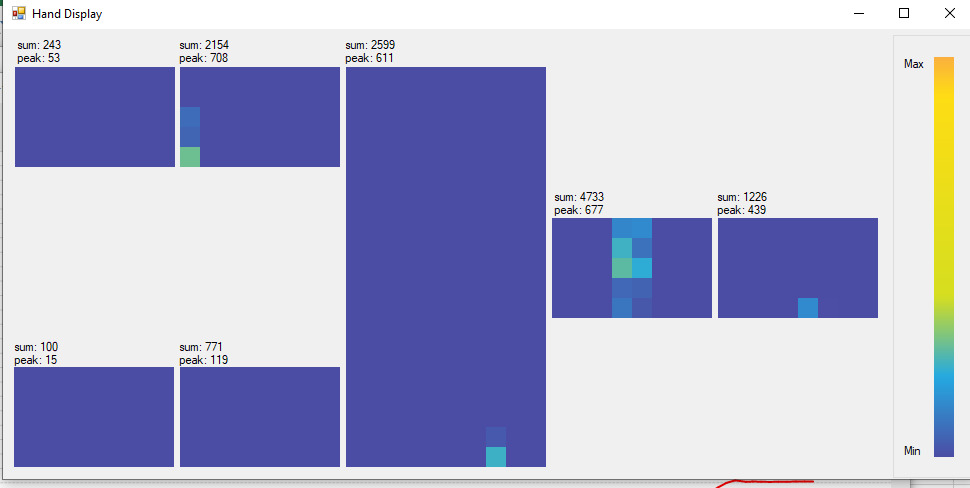 Hand Display
sum: 243
peak: 53
sum: 2154
peak: 708
sum: 2599
peak: 611
Max
sum: 4733
peak: 677
sum: 1226
peak: 439
sum: 100
peak: 15
sum: 771
peak: 119
Min